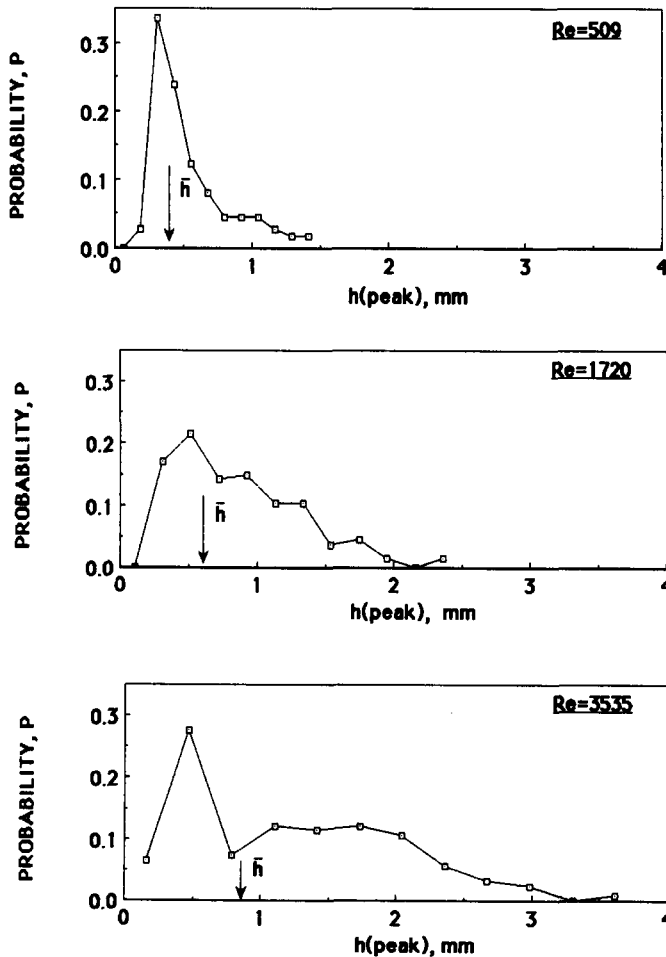 Re=509
PROBABILITY, P
0.3
0.2
0.1
0.0
h̄
0 1 2 3 4
h(peak), mm
Re=1720
PROBABILITY, P
0.3
0.2
0.1
0.0
h̄
0 1 2 3 4
h(peak), mm
Re=3535
PROBABILITY, P
0.3
0.2
0.1
0.0
h̄
0 1 2 3 4
h(peak), mm